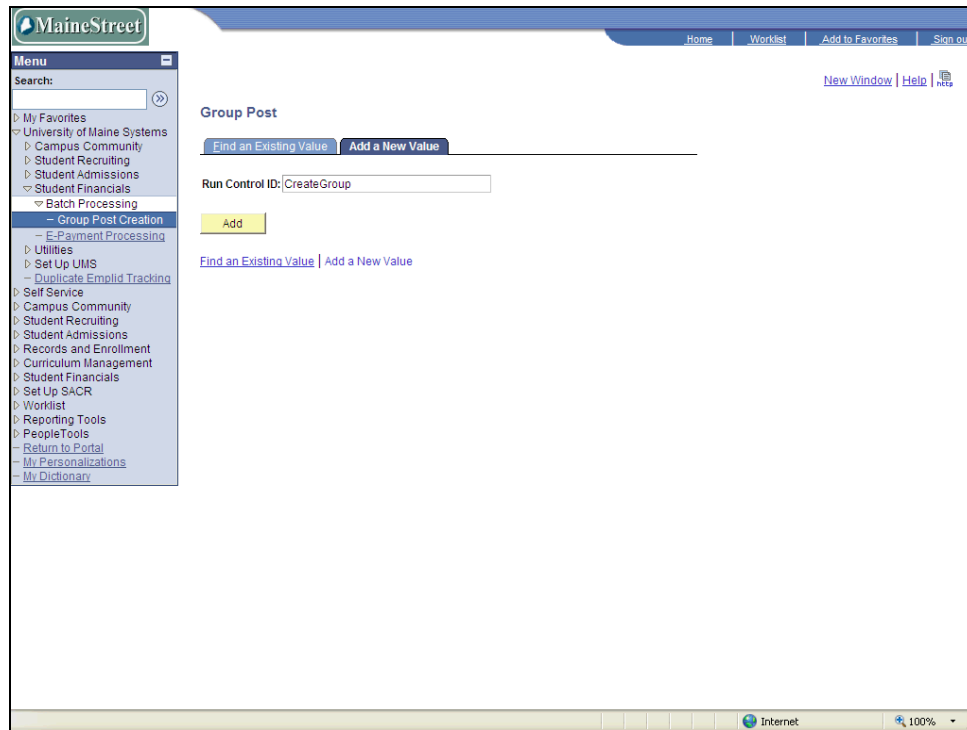 MaineStreet
Home | Worklist | Add to Favorites | Sign ou
Menu
Search:
My Favorites
University of Maine Systems
Campus Community
Student Recruiting
Student Admissions
Student Financials
Batch Processing
– Group Post Creation
– E-Payment Processing
Utilities
Set Up UMS
– Duplicate Emplid Tracking
Self Service
Campus Community
Student Recruiting
Student Admissions
Records and Enrollment
Curriculum Management
Student Financials
Set Up SACR
Worklist
Reporting Tools
PeopleTools
– Return to Portal
– My Personalizations
– My Dictionary
New Window | Help | http
Group Post
Find an Existing Value Add a New Value
Run Control ID: CreateGroup
Add
Find an Existing Value | Add a New Value
Internet 100%